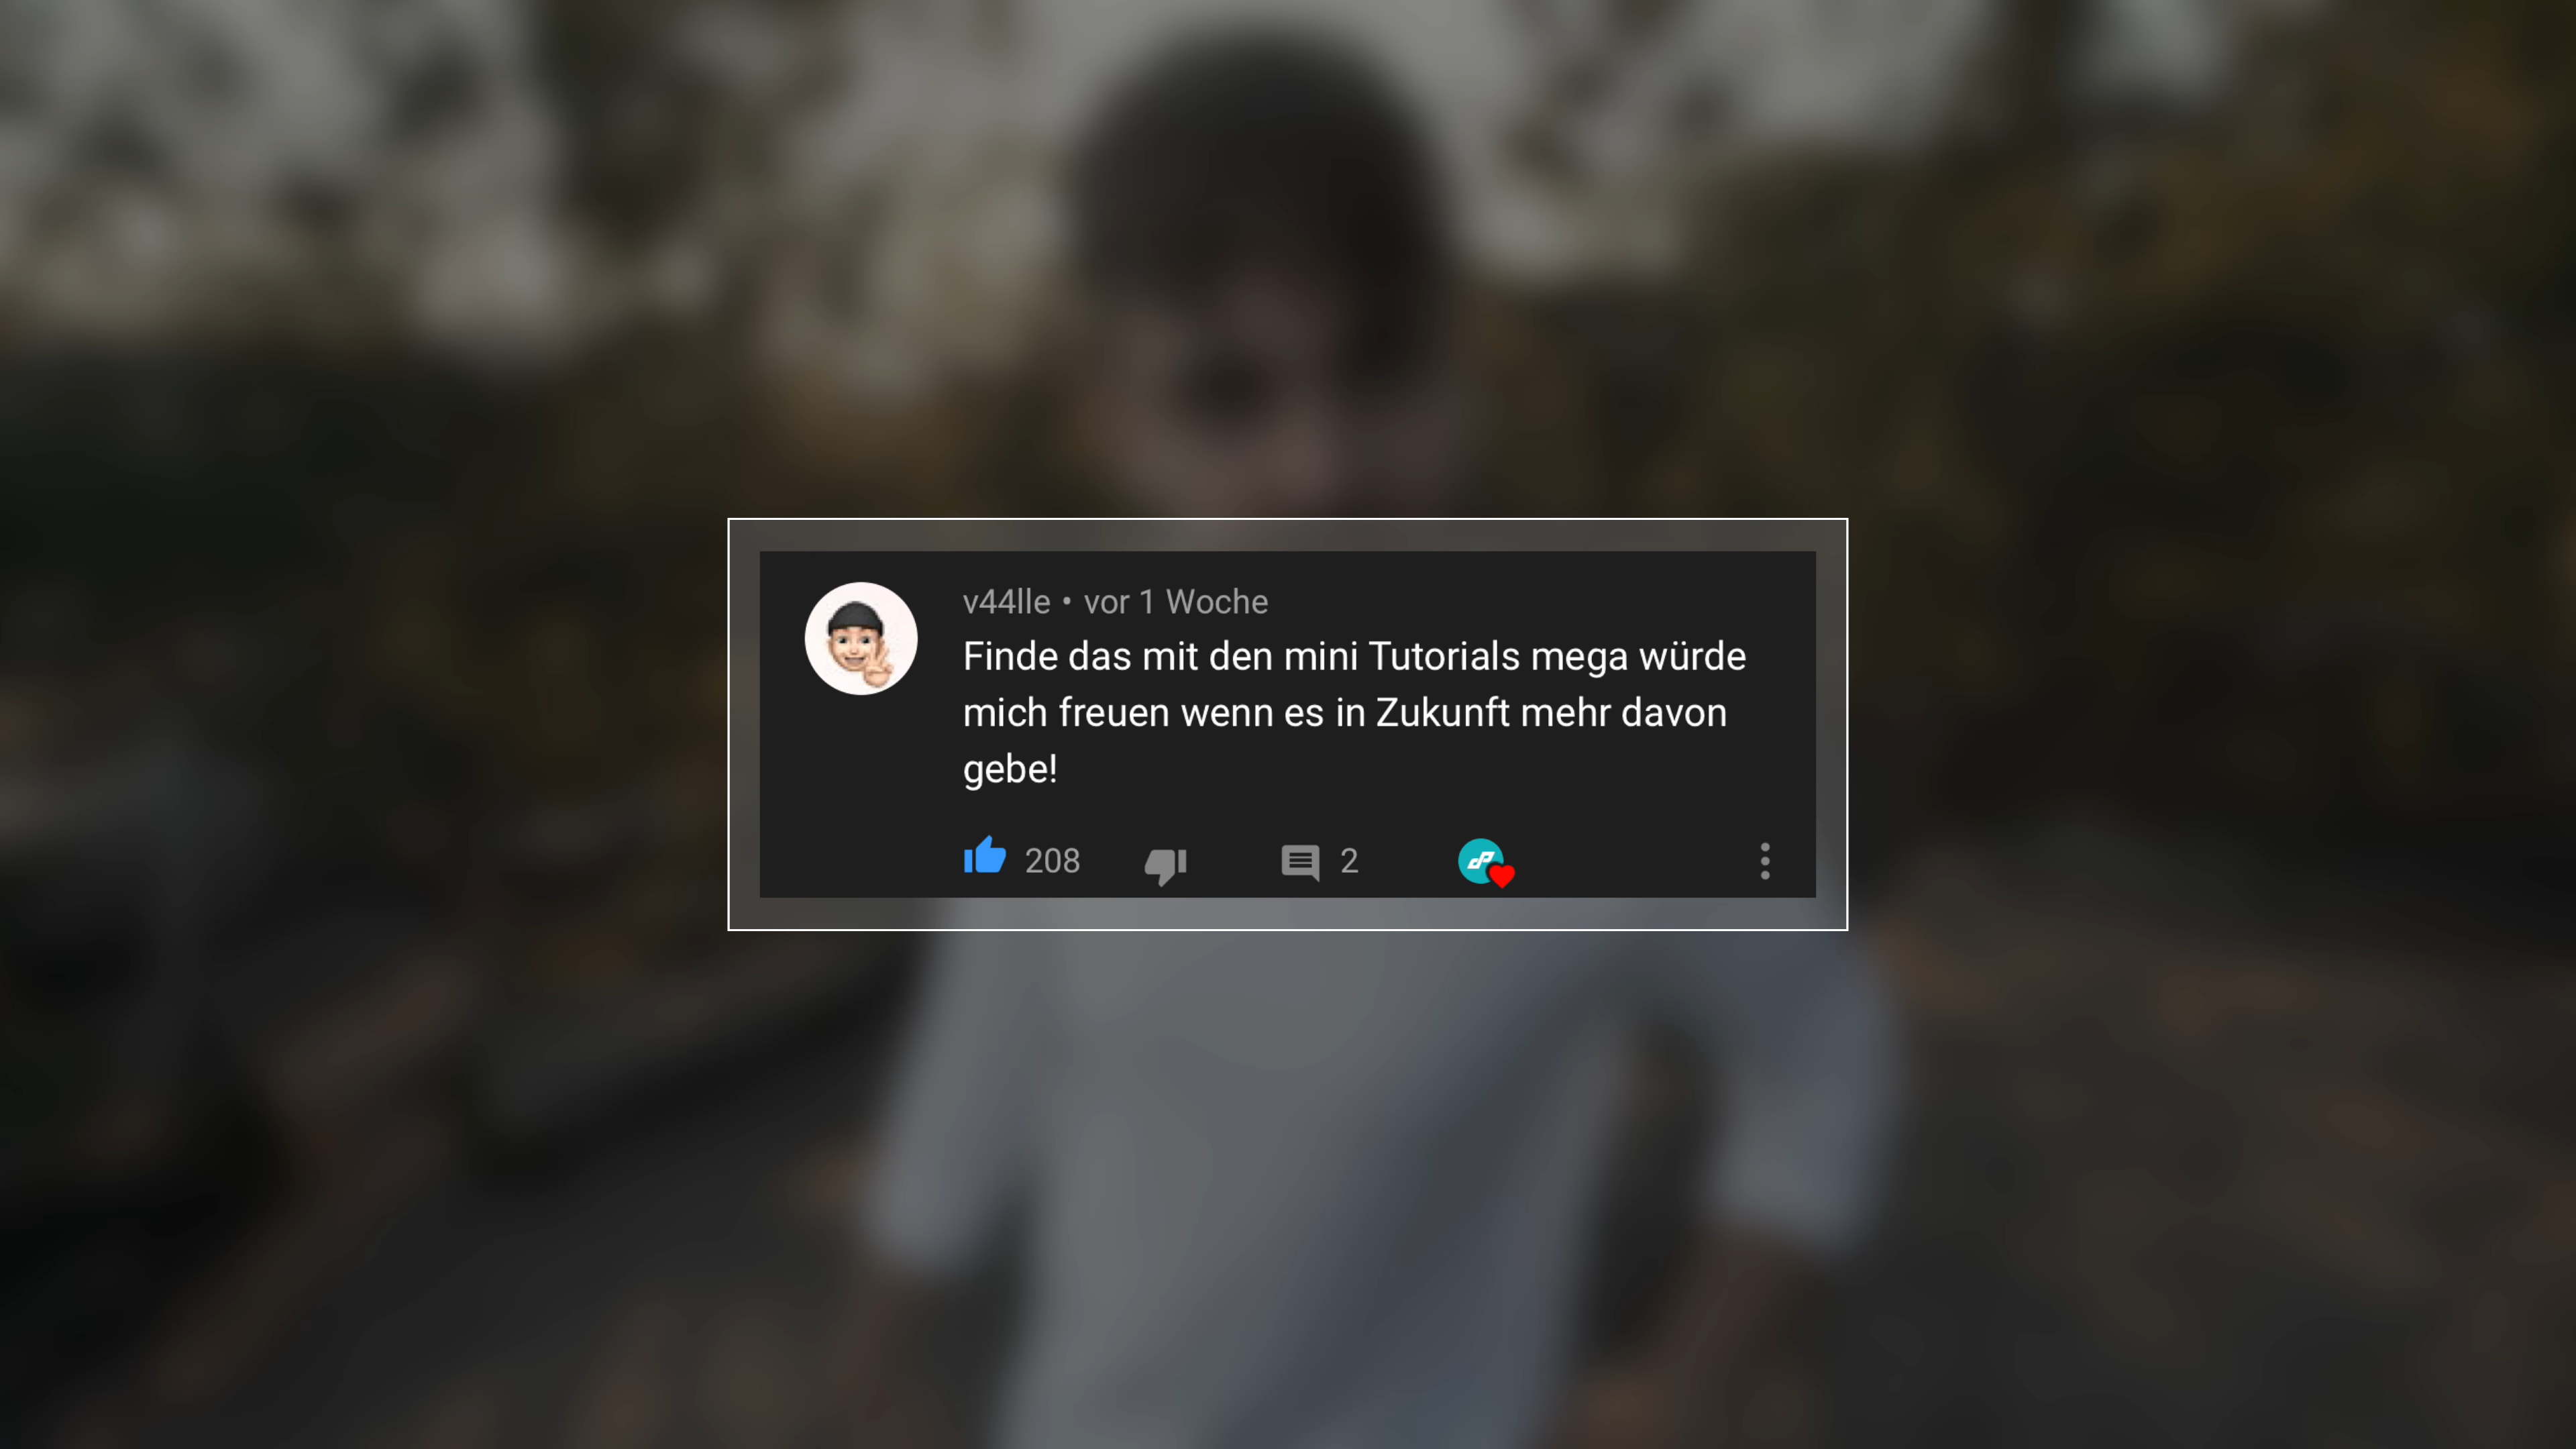 v44lle • vor 1 Woche
Finde das mit den mini Tutorials mega würde
mich freuen wenn es in Zukunft mehr davon
gebe!
208
2